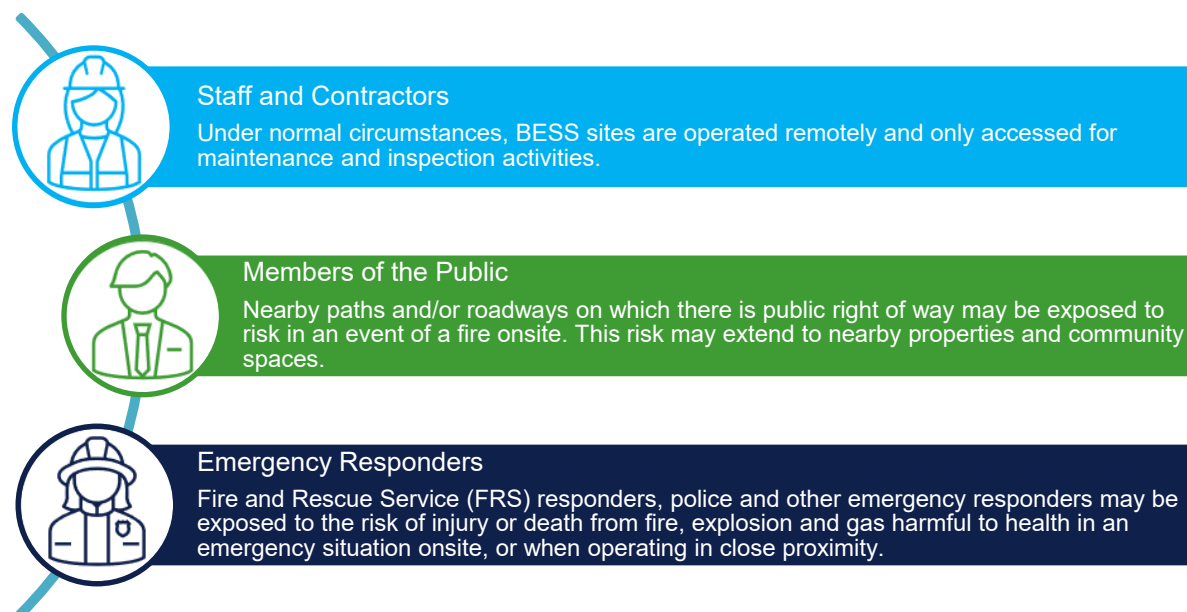 Staff and Contractors
Under normal circumstances, BESS sites are operated remotely and only accessed for
maintenance and inspection activities.
Members of the Public
Nearby paths and/or roadways on which there is public right of way may be exposed to
risk in an event of a fire onsite. This risk may extend to nearby properties and community
spaces.
Emergency Responders
Fire and Rescue Service (FRS) responders, police and other emergency responders may be
exposed to the risk of injury or death from fire, explosion and gas harmful to health in an
emergency situation onsite, or when operating in close proximity.